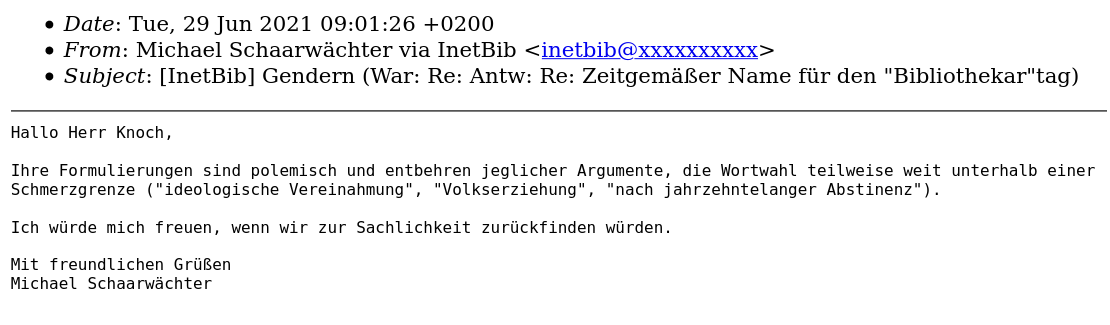 Date: Tue, 29 Jun 2021 09:01:26 +0200
From: Michael Schaarwächter via InetBib <inetbib@xxxxxxxxxx>
Subject: [InetBib] Gendern (War: Re: Antw: Re: Zeitgemäßer Name für den "Bibliothekar"tag)
Hallo Herr Knoch,
Ihre Formulierungen sind polemisch und entbehren jeglicher Argumente, die Wortwahl teilweise weit unterhalb einer
Schmerzgrenze ("ideologische Vereinahmung", "Volkserziehung", "nach jahrzehntelanger Abstinenz").
Ich würde mich freuen, wenn wir zur Sachlichkeit zurückfinden würden.
Mit freundlichen Grüßen
Michael Schaarwächter